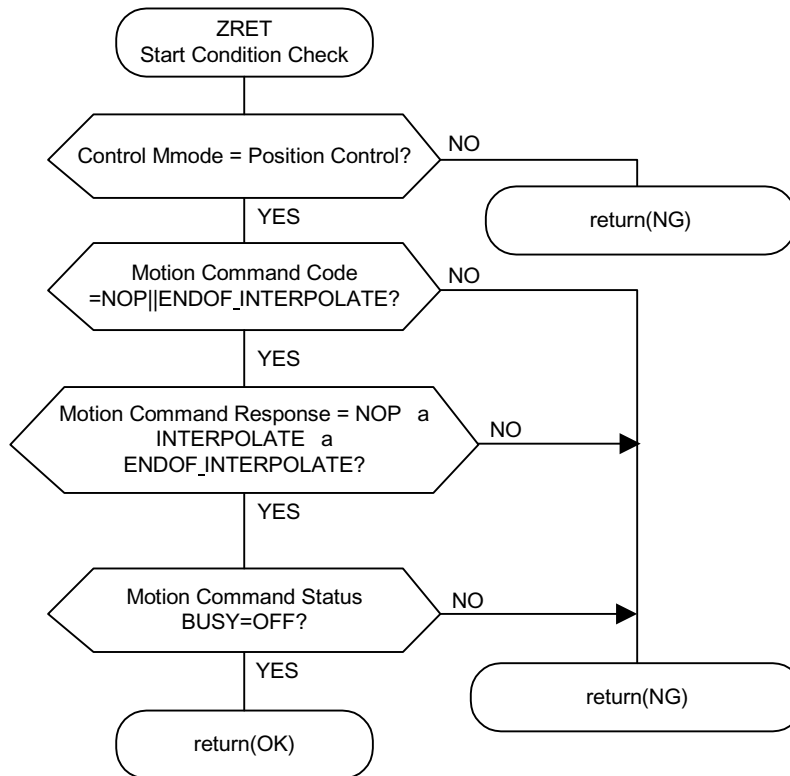 ZRET
Start Condition Check
Control Mmode = Position Control?
NO
return(NG)
YES
Motion Command Code
=NOP||ENDOF_INTERPOLATE?
NO
YES
Motion Command Response = NOP a
INTERPOLATE a
ENDOF_INTERPOLATE?
NO
YES
Motion Command Status
BUSY=OFF?
NO
YES
return(NG)
return(OK)